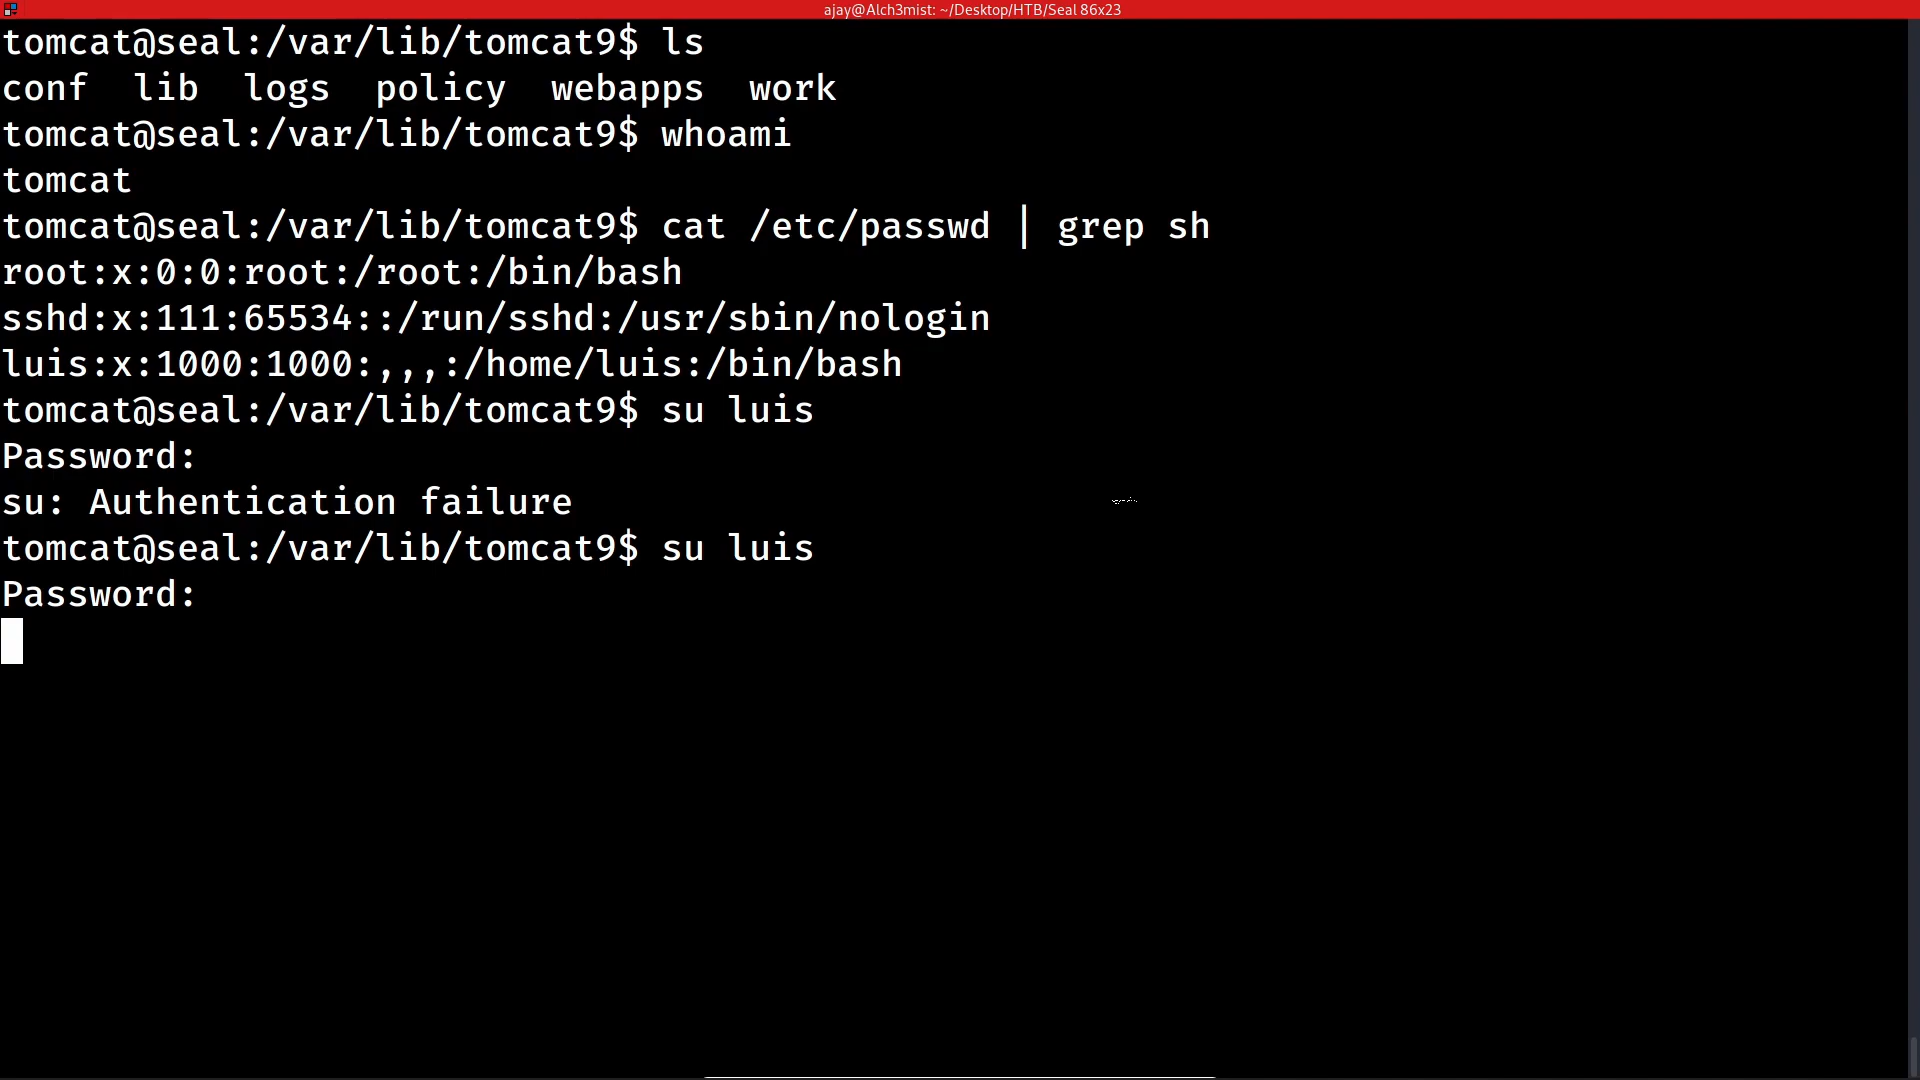 ajay@Alch3mist: ~/Desktop/HTB/Seal 86x23
tomcat@seal:/var/lib/tomcat9$ ls
conf  lib  logs  policy  webapps  work
tomcat@seal:/var/lib/tomcat9$ whoami
tomcat
tomcat@seal:/var/lib/tomcat9$ cat /etc/passwd | grep sh
root:x:0:0:root:/root:/bin/bash
sshd:x:111:65534::/run/sshd:/usr/sbin/nologin
luis:x:1000:1000:,,,:/home/luis:/bin/bash
tomcat@seal:/var/lib/tomcat9$ su luis
Password:
su: Authentication failure
tomcat@seal:/var/lib/tomcat9$ su luis
Password: